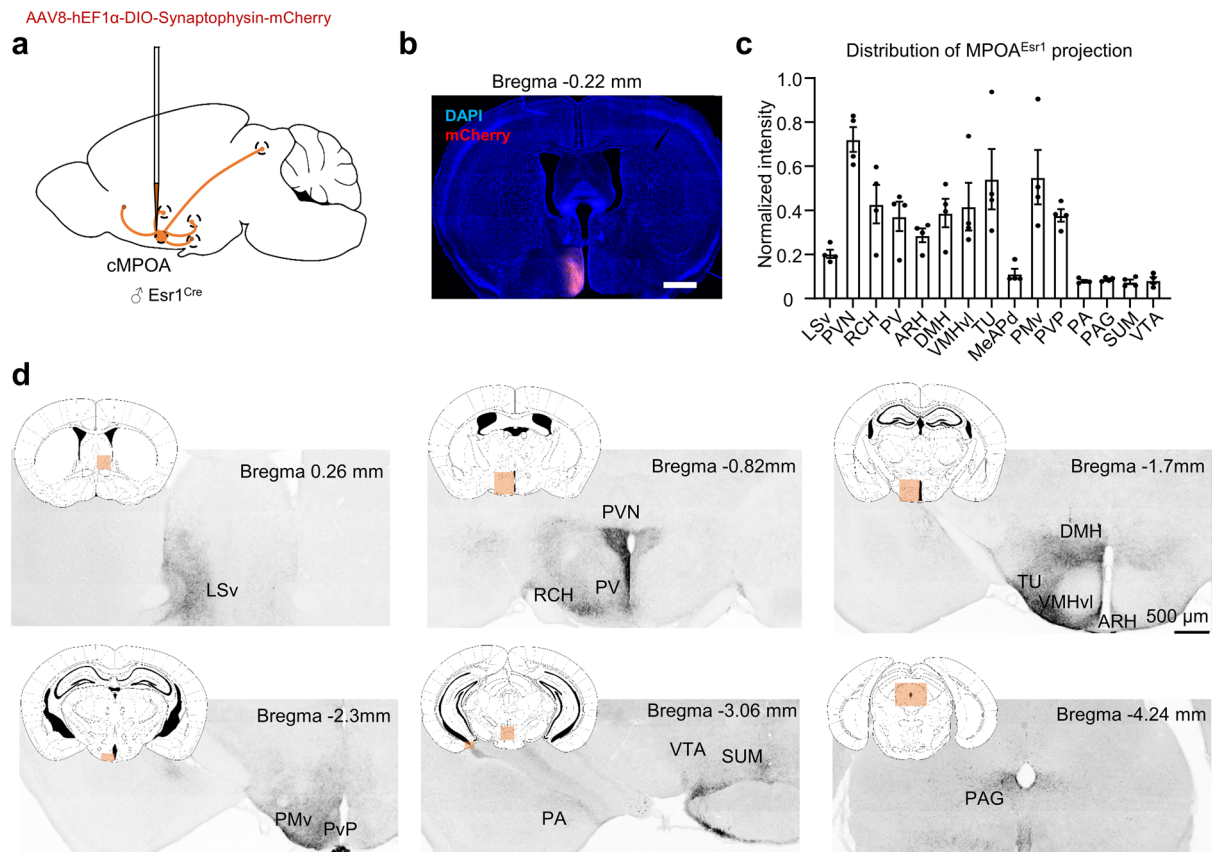 AAV8-hEF1α-DIO-Synaptophysin-mCherry
a
cMPOA
♂ Esr1Cre
b
Bregma -0.22 mm
DAPI
mCherry
c
Distribution of MPOAEsr1 projection
Normalized intensity
1.0
0.8
0.6
0.4
0.2
0
LSv
PVN
RCH
PV
ARH
DMH
VMHvl
TU
MeAPd
PMv
PVP
PA
PAG
SUM
VTA
d
Bregma 0.26 mm
LSv
Bregma -0.82mm
PVN
PV
RCH
Bregma -1.7mm
DMH
TU
VMHvl
ARH
500 µm
Bregma -2.3mm
PMv
PvP
Bregma -3.06 mm
VTA
SUM
PA
Bregma -4.24 mm
PAG